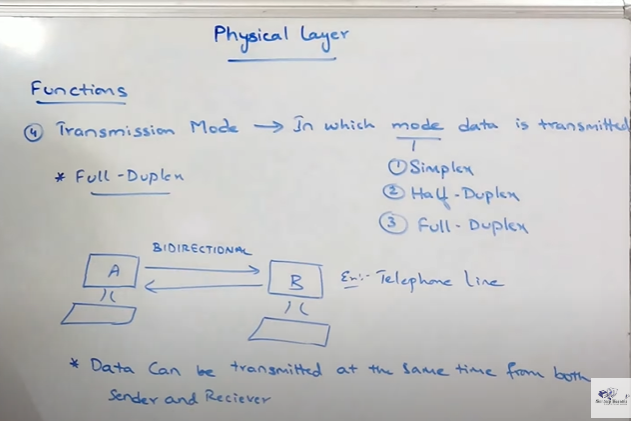 Physical Layer
Functions
④ Transmission Mode → In which mode data is transmitted
① Simplex
* Full-Duplex
② Half-Duplex
③ Full-Duplex
BIDIRECTIONAL
A
B
Ex:- Telephone line
* Data Can be transmitted at the same time from both
Sender and Reciever